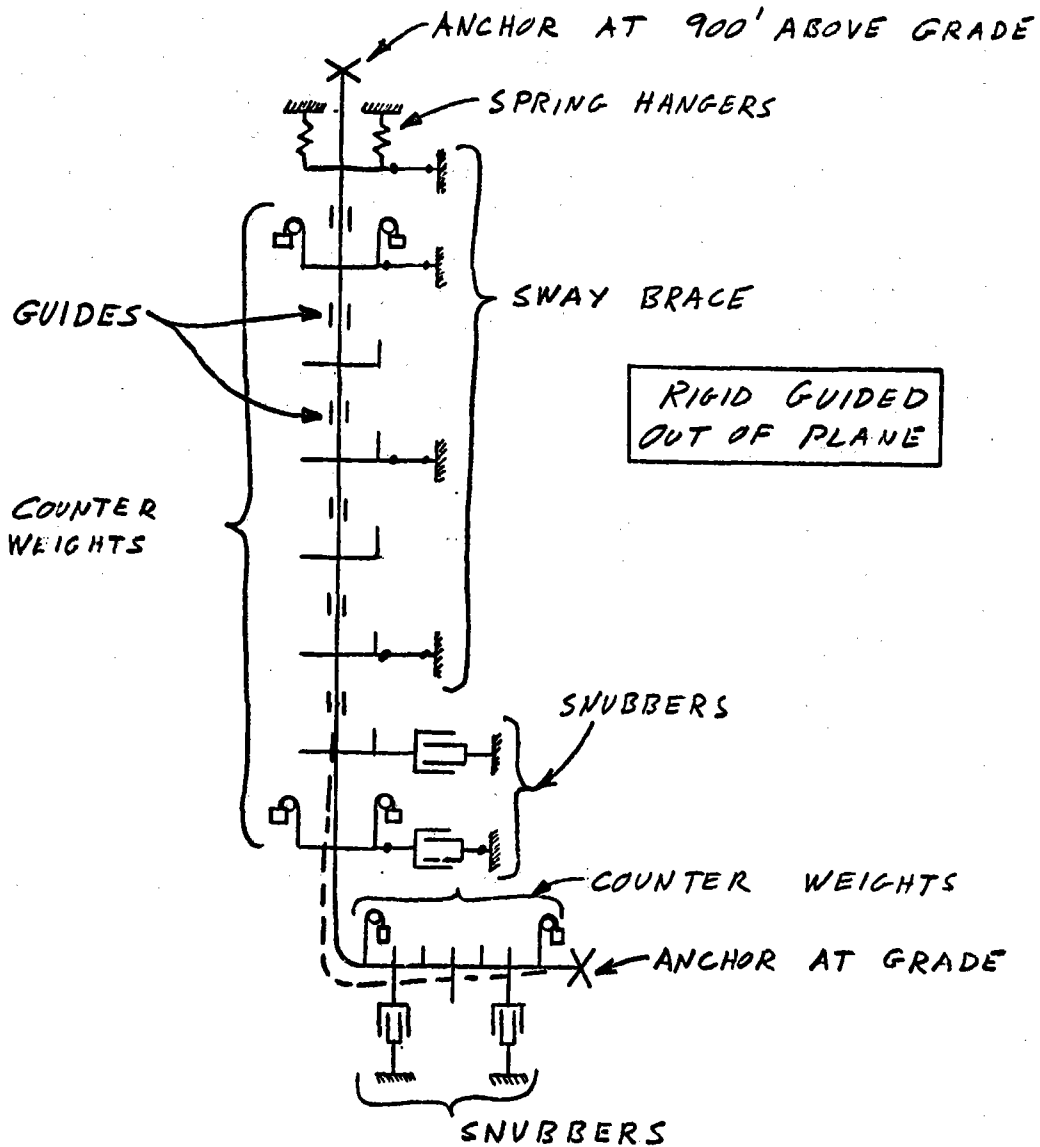 ANCHOR AT 900' ABOVE GRADE
SPRING HANGERS
SWAY BRACE
GUIDES
RIGID GUIDED
OUT OF PLANE
COUNTER
WEIGHTS
SNUBBERS
COUNTER WEIGHTS
ANCHOR AT GRADE
SNUBBERS